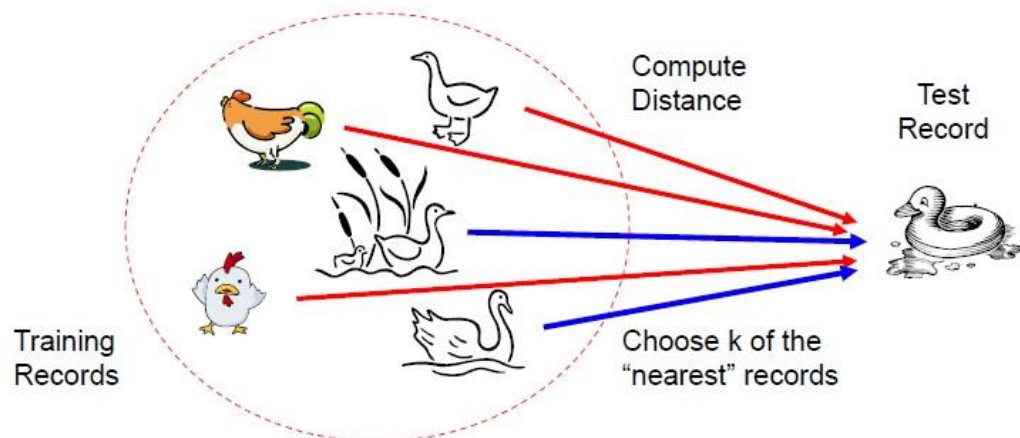 Compute
Distance
Test
Record
Training
Records
Choose k of the
“nearest” records